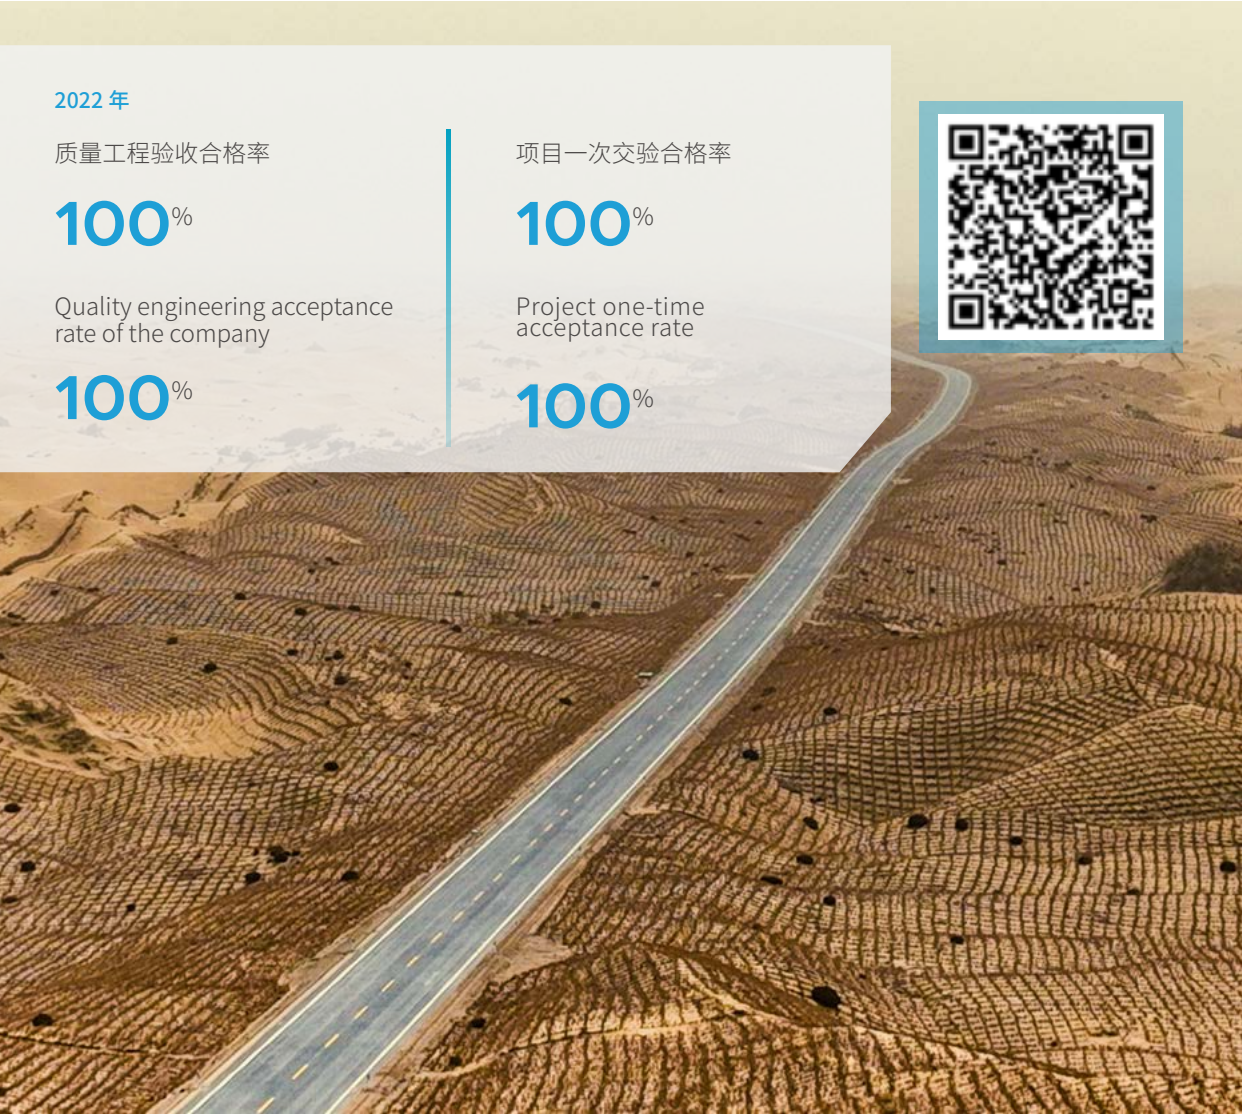 2022 年
质量工程验收合格率
100%
Quality engineering acceptance
rate of the company
100%
项目一次交验合格率
100%
Project one-time
acceptance rate
100%